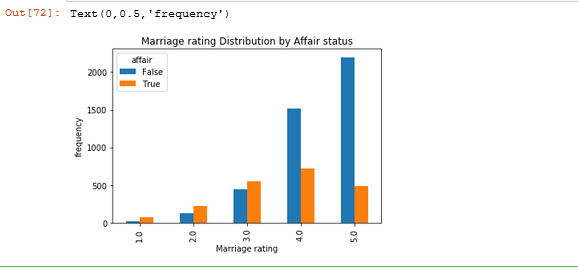 Out[72]: Text(0,0.5,'frequency')
Marriage rating Distribution by Affair status
affair
False
True
2000
1500
1000
500
0
frequency
1.0
2.0
3.0
4.0
5.0
Marriage rating